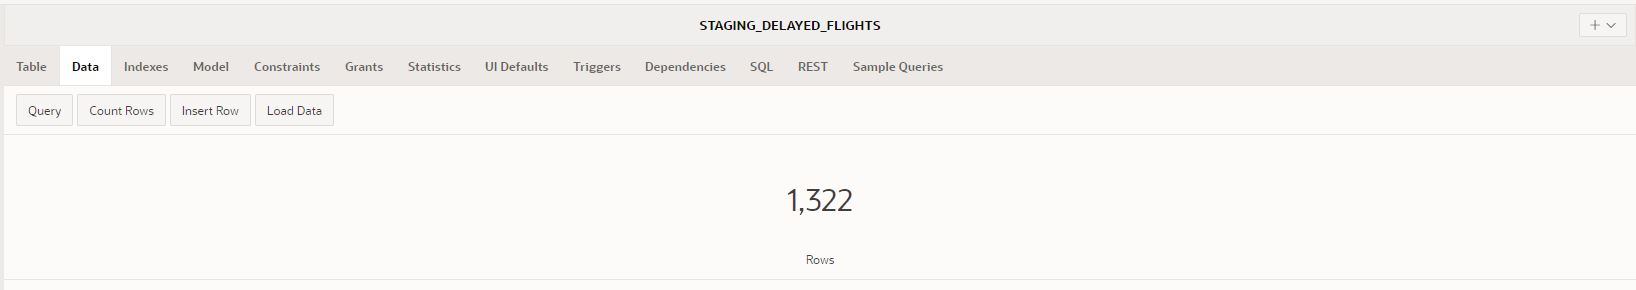 STAGING_DELAYED_FLIGHTS
Table Data Indexes Model Constraints Grants Statistics UI Defaults Triggers Dependencies SQL REST Sample Queries
Query Count Rows Insert Row Load Data
1,322
Rows